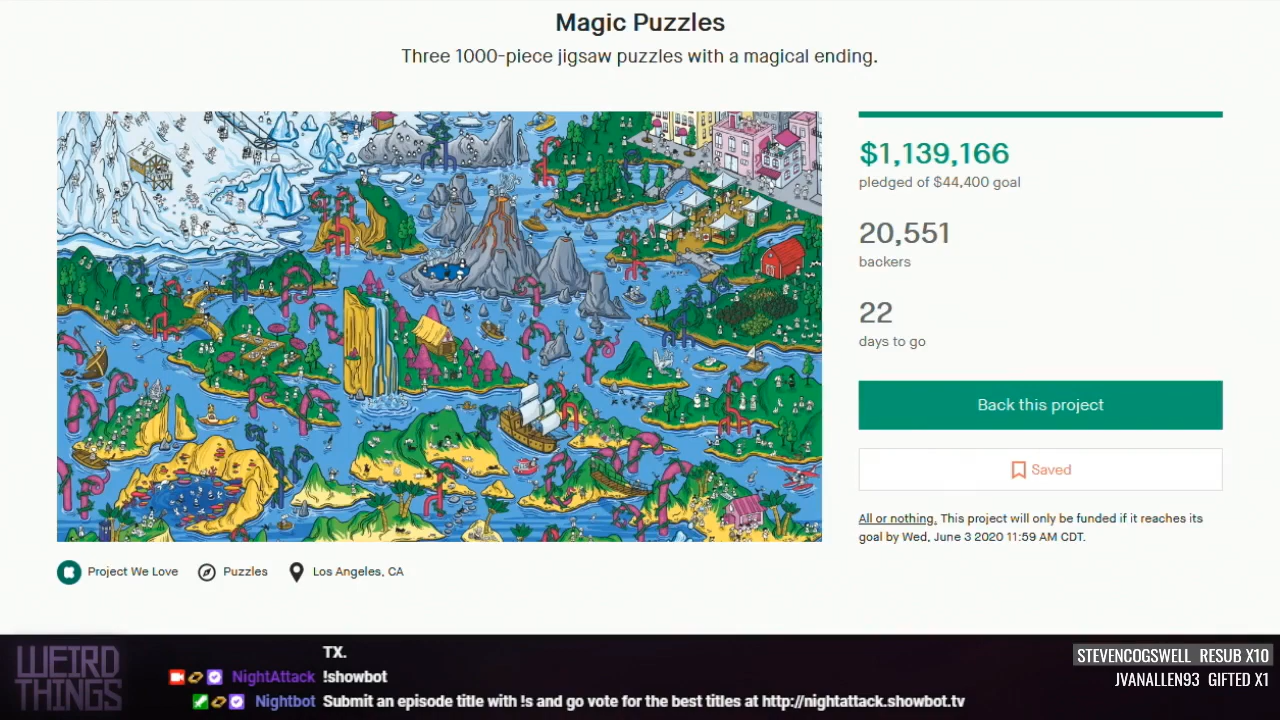 Magic Puzzles
Three 1000-piece jigsaw puzzles with a magical ending.
$1,139,166
pledged of $44,400 goal
20,551
backers
22
days to go
Back this project
Saved
All or nothing. This project will only be funded if it reaches its
goal by Wed, June 3 2020 11:59 AM CDT.
Project We Love
Puzzles
Los Angeles, CA
WEIRD
THINGS
TX.
NightAttack !showbot
Nightbot Submit an episode title with !s and go vote for the best titles at http://nightattack.showbot.tv
STEVENCOGSWELL RESUB X10
JVANALLEN93 GIFTED X1